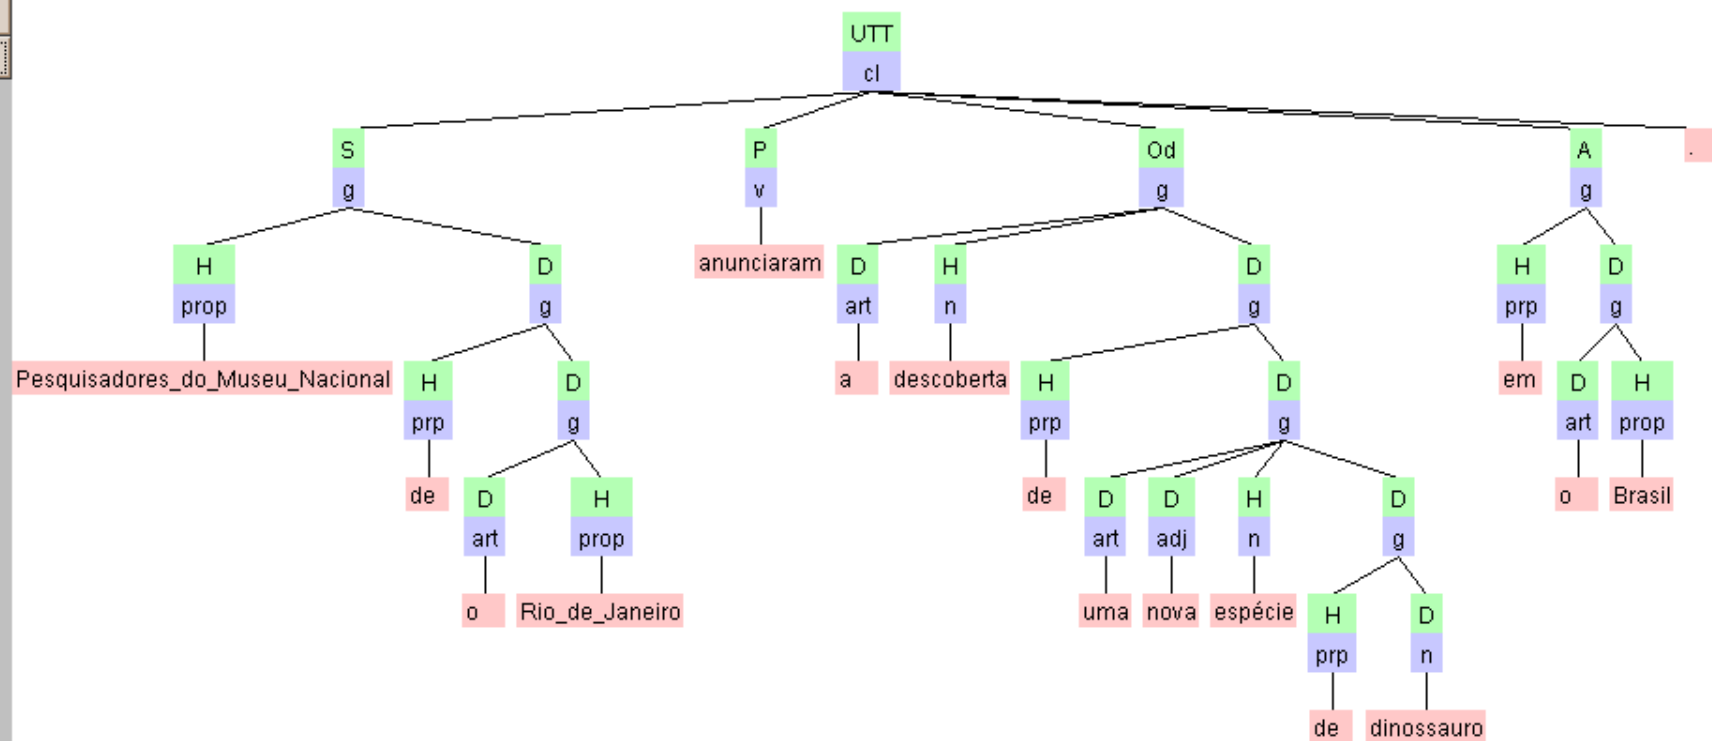 UTT
cl
S P Od A .
g v g g
H D anunciaram D H D H D
prop g art n g prp g
Pesquisadores_do_Museu_Nacional H D a descoberta H D em D H
prp g prp g art prop
de D H de D D H D o Brasil
art prop art adj n g
o Rio_de_Janeiro uma nova espécie H D
prp n
de dinossauro